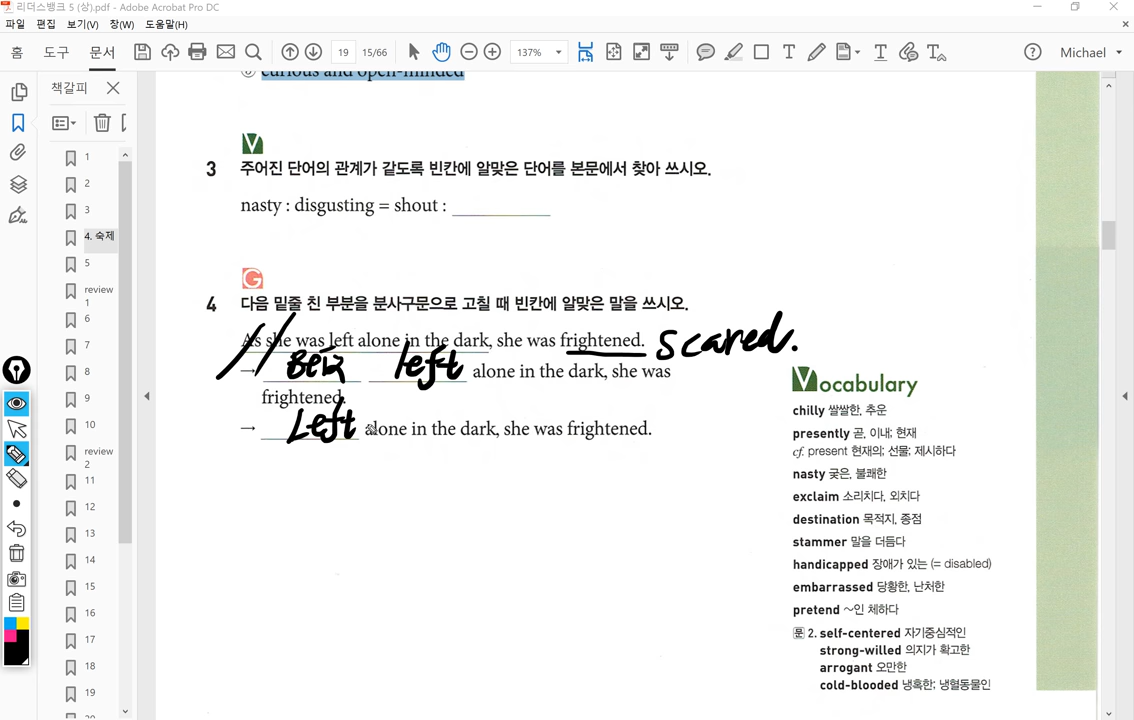 리더스뱅크 5 (상).pdf - Adobe Acrobat Pro DC
파일 편집 보기(V) 창(W) 도움말(H)
홈 도구 문서 19 15/66 137% Michael
책갈피
1
2
3
4. 숙제
5
review 1
6
7
8
9
10
review 2
11
12
13
14
15
16
17
18
19
curious and open-minded
V
3 주어진 단어의 관계가 같도록 빈칸에 알맞은 단어를 본문에서 찾아 쓰시오.
nasty : disgusting = shout :
G
4 다음 밑줄 친 부분을 분사구문으로 고칠 때 빈칸에 알맞은 말을 쓰시오.
As she was left alone in the dark, she was frightened. scared.
→ Being left alone in the dark, she was
frightened.
→ Left alone in the dark, she was frightened.
Vocabulary
chilly 쌀쌀한, 추운
presently 곧, 이내; 현재
cf. present 현재의; 선물; 제시하다
nasty 궂은, 불쾌한
exclaim 소리치다, 외치다
destination 목적지, 종점
stammer 말을 더듬다
handicapped 장애가 있는 (= disabled)
embarrassed 당황한, 난처한
pretend ～인 체하다
문 2. self-centered 자기중심적인
strong-willed 의지가 확고한
arrogant 오만한
cold-blooded 냉혹한; 냉혈동물인